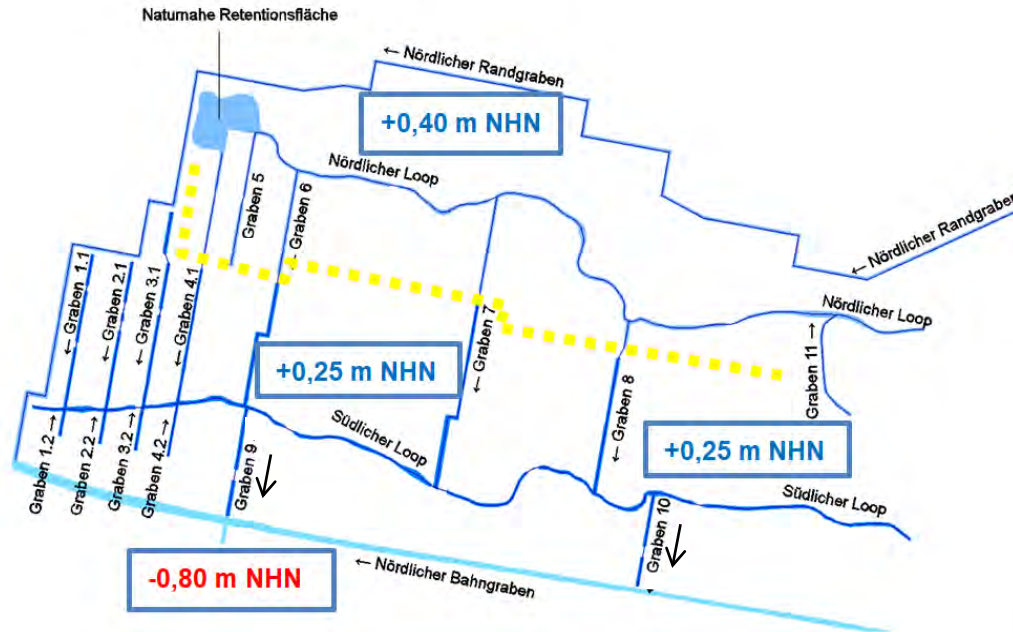 Naturnahe Retentionsfläche
← Nördlicher Randgraben
+0,40 m NHN
Nördlicher Loop
← Nördlicher Randgraben
Graben 5
← Graben 6
← Graben 1.1
← Graben 2.1
← Graben 3.1
← Graben 4.1
Nördlicher Loop
← Graben 7
Graben 11 →
+0,25 m NHN
← Graben 8
Südlicher Loop
+0,25 m NHN
Graben 1.2 →
Graben 2.2 →
Graben 3.2 →
Graben 4.2 →
Graben 9
Südlicher Loop
Graben 10
-0,80 m NHN
← Nördlicher Bahngraben